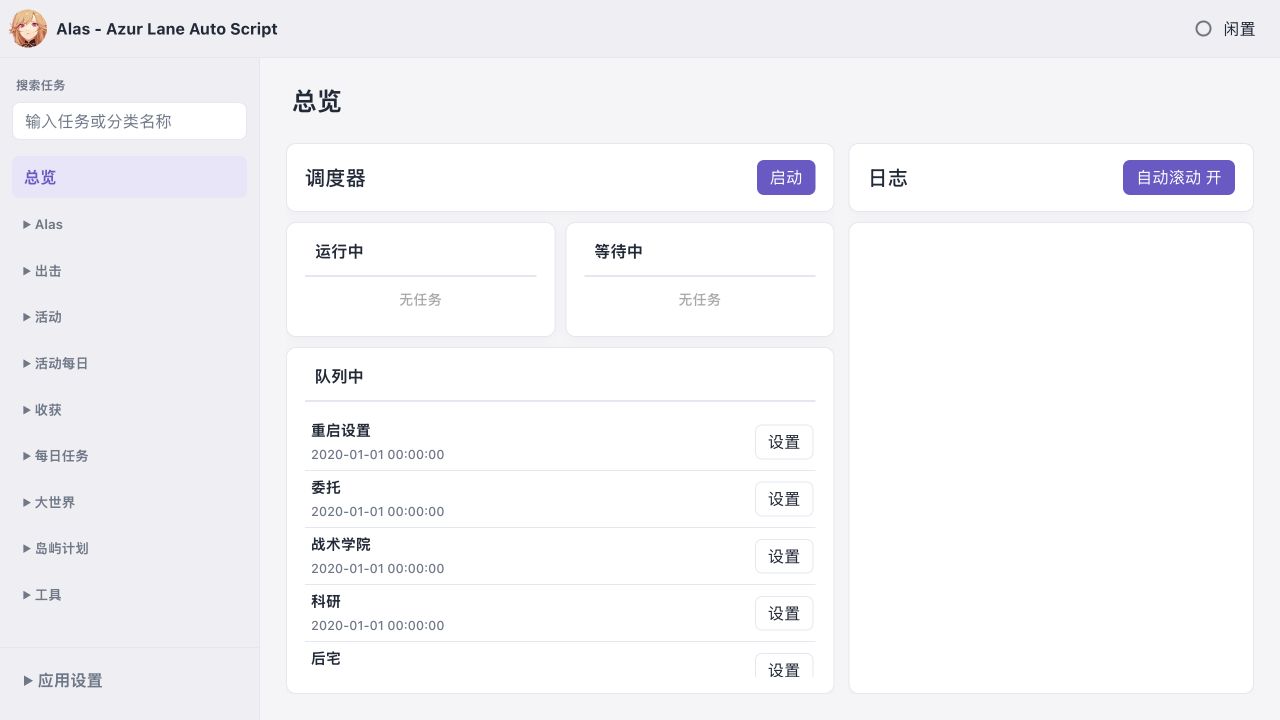 Alas - Azur Lane Auto Script
闲置
搜索任务
输入任务或分类名称
总览
Alas
出击
活动
活动每日
收获
每日任务
大世界
岛屿计划
工具
应用设置
总览
调度器
启动
运行中
无任务
等待中
无任务
队列中
重启设置
2020-01-01 00:00:00
设置
委托
2020-01-01 00:00:00
设置
战术学院
2020-01-01 00:00:00
设置
科研
2020-01-01 00:00:00
设置
后宅
设置
日志
自动滚动 开